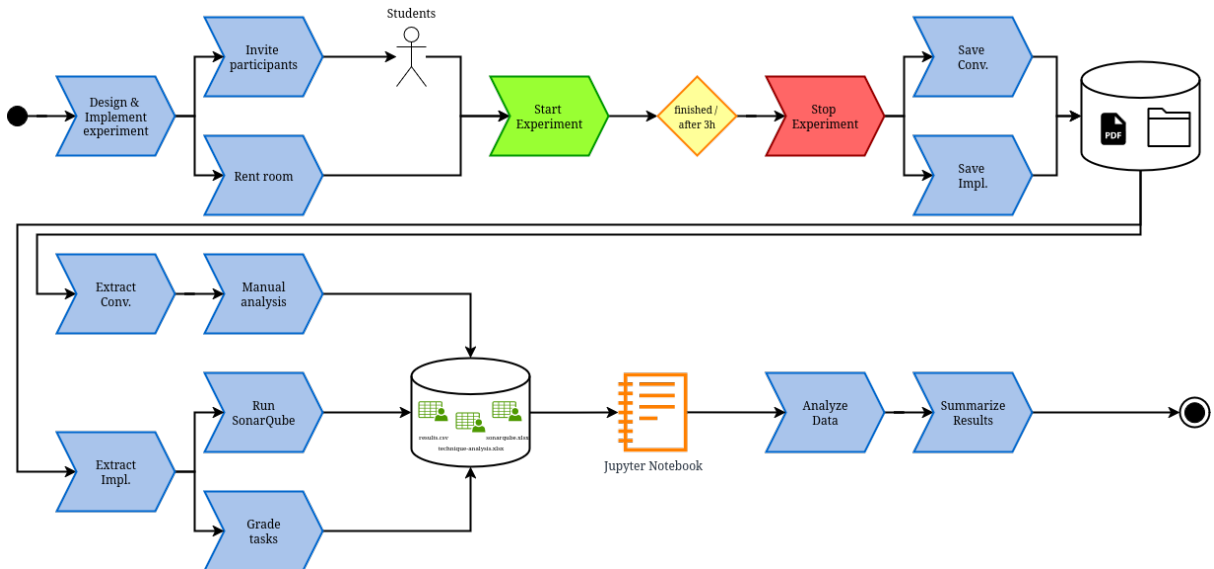 Students
Invite
participants
Design &
Implement
experiment
Rent room
Start
Experiment
finished /
after 3h
Stop
Experiment
Save
Conv.
Save
Impl.
PDF
Extract
Conv.
Manual
analysis
Run
SonarQube
Extract
Impl.
Grade
tasks
results.csv
sonarqube.xlsx
technique-analysis.xlsx
Jupyter Notebook
Analyze
Data
Summarize
Results